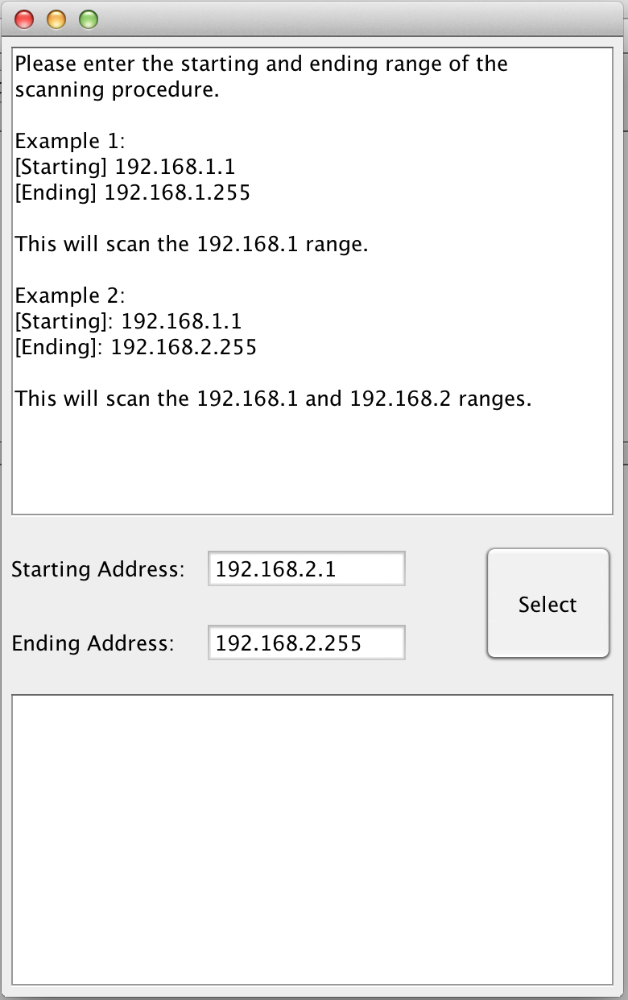 Please enter the starting and ending range of the
scanning procedure.
Example 1:
[Starting] 192.168.1.1
[Ending] 192.168.1.255
This will scan the 192.168.1 range.
Example 2:
[Starting]: 192.168.1.1
[Ending]: 192.168.2.255
This will scan the 192.168.1 and 192.168.2 ranges.
Starting Address: 192.168.2.1
Select
Ending Address: 192.168.2.255